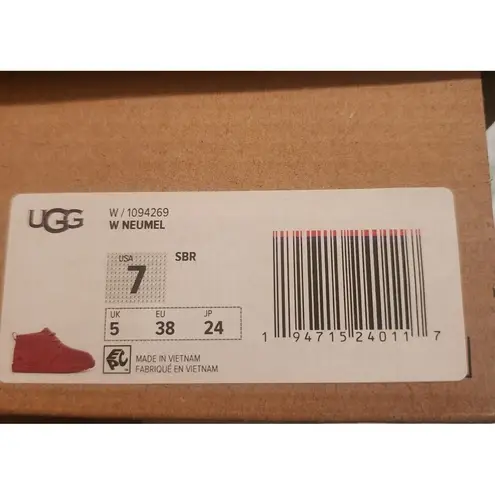 UGG
W / 1094269
W NEUMEL
USA
7
SBR
UK EU JP
5 38 24
1 94715 24011 7
MADE IN VIETNAM
FABRIQUÉ EN VIETNAM